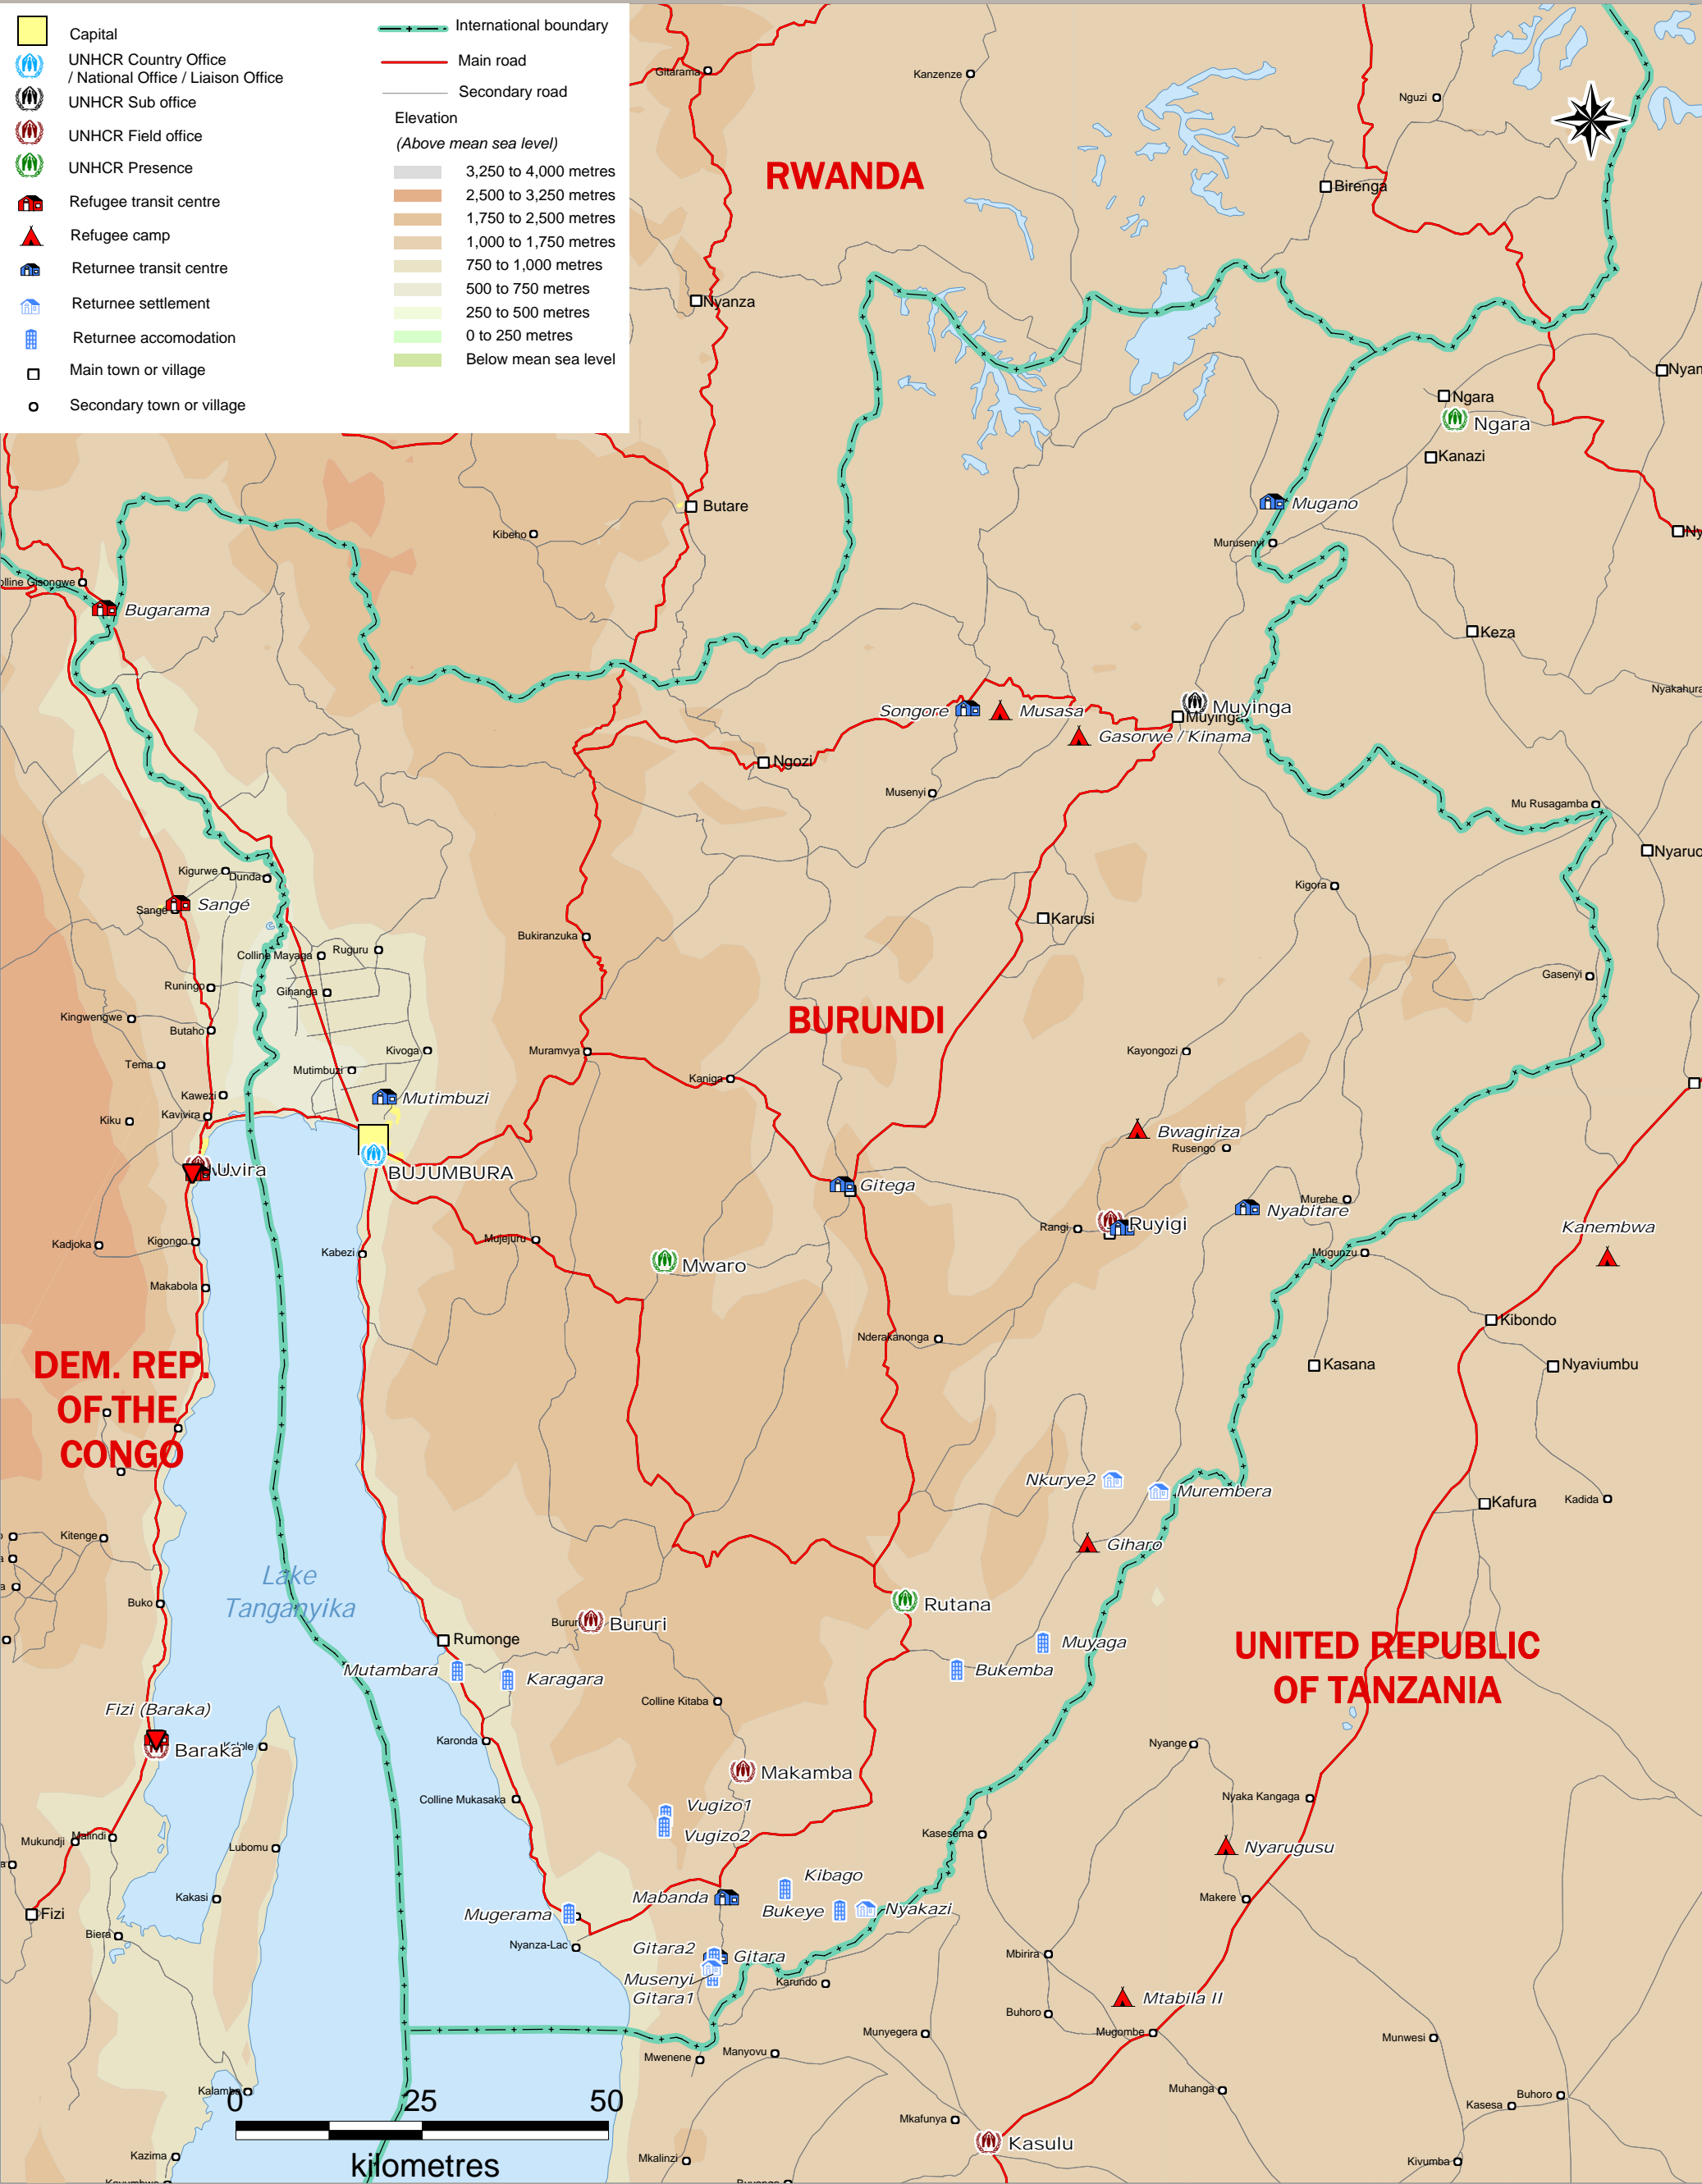 Capital
UNHCR Country Office
/ National Office / Liaison Office
UNHCR Sub office
UNHCR Field office
UNHCR Presence
Refugee transit centre
Refugee camp
Returnee transit centre
Returnee settlement
Returnee accomodation
Main town or village
Secondary town or village
International boundary
Main road
Secondary road
Elevation
(Above mean sea level)
3,250 to 4,000 metres
2,500 to 3,250 metres
1,750 to 2,500 metres
1,000 to 1,750 metres
750 to 1,000 metres
500 to 750 metres
250 to 500 metres
0 to 250 metres
Below mean sea level
Gitarama
Kanzenze
Nguzi
RWANDA
Birenga
Nyanza
Nyam
Ngara
Ngara
Kanazi
Butare
Mugano
Kibeho
Ny
Murusenyi
olline Gisongwe
Bugarama
Keza
Nyakahura
Songore
Musasa
Muyinga
Muyinga
Gasorwe / Kinama
Ngozi
Musenyi
Mu Rusagamba
Nyaruc
Kigurwe
Dunda
Kigora
Sangé
Sange
Karusi
Bukiranzuka
Ruguru
Colline Mayaga
Gasenyi
Runingo
Gihanga
Kingwengwe
BURUNDI
Butaho
Kivoga
Muramvya
Kayongozi
Tema
Mutimbuzi
Kaniga
Kawezi
Mutimbuzi
Kavivira
Kiku
Bwagiriza
Rusengo
Uvira
BUJUMBURA
Gitega
Murehe
Nyabitare
Ruyigi
Rangi
Kanembwa
Kigongo
Kadjoka
Mujejuru
Kabezi
Mugunzu
Mwaro
Makabola
Kibondo
Nderakanonga
DEM. REP.
OF THE
CONGO
Kasana
Nyaviumbu
Nkurye2
Murembera
Kafura
Kadida
Kitenge
Giharo
Lake
Tanganyika
Buko
Rutana
Bururi
Bururi
Rumonge
Muyaga
UNITED REPUBLIC
OF TANZANIA
Mutambara
Karagara
Bukemba
Colline Kitaba
Fizi (Baraka)
Baraka
Karonda
Nyange
Makamba
Colline Mukasaka
Nyaka Kangaga
Vugizo1
Vugizo2
Kasesema
Mukundji
Malindi
Lubomu
Nyarugusu
Kibago
Kakasi
Mabanda
Makere
Bukeye
Nyakazi
Fizi
Mugerama
Biera
Nyanza-Lac
Gitara2
Gitara
Mbirira
Musenyi
Gitara1
Karundo
Mtabila II
Buhoro
Munyegera
Mugombe
Munwesi
Manyovu
Mwenene
Kalamba
Muhanga
Buhoro
Kasesa
0
25
50
Mkafunya
Kasulu
Kazima
kilometres
Mkalinzi
Kivumba